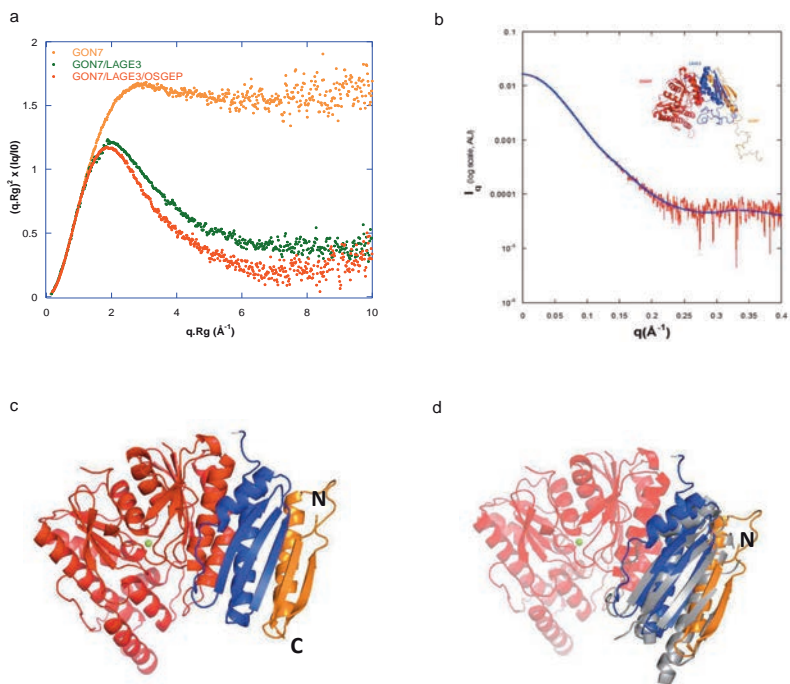 a
GON7
GON7/LAGE3
GON7/LAGE3/OSGEP
2
1.5
1
0.5
0
(q.Rg)² x (Iq/I0)
0 2 4 6 8 10
q.Rg (Å⁻¹)
b
0.1
0.01
0.001
0.0001
I q (log scale, ALI)
0 0.05 0.1 0.15 0.2 0.25 0.3 0.35 0.4
q(Å⁻¹)
c
N
C
d
N